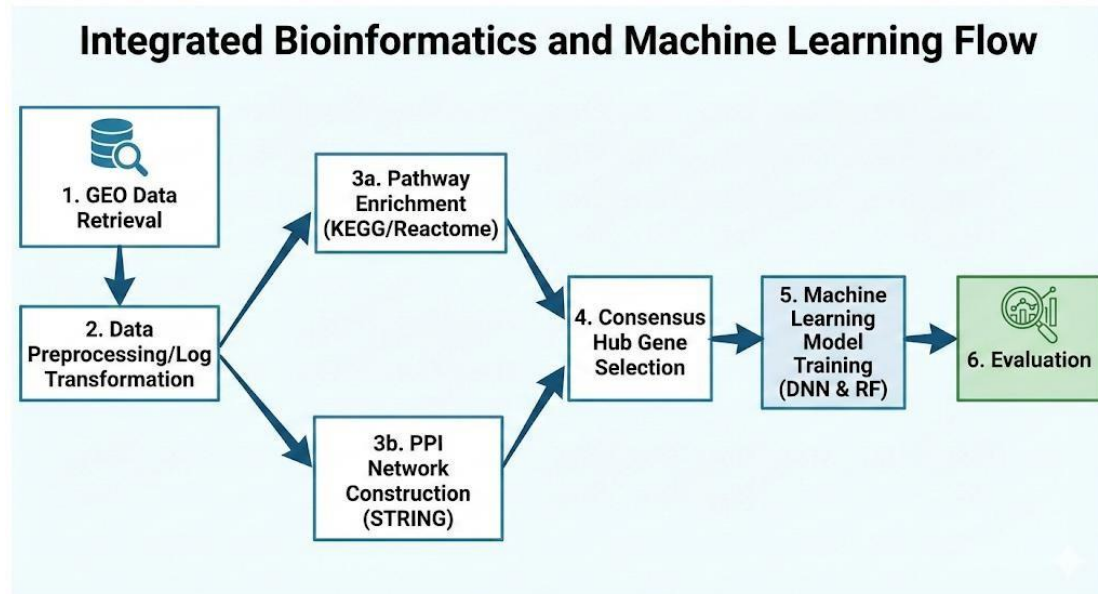 Integrated Bioinformatics and Machine Learning Flow
1. GEO Data
Retrieval
2. Data
Preprocessing/Log
Transformation
3a. Pathway
Enrichment
(KEGG/Reactome)
3b. PPI
Network
Construction
(STRING)
4. Consensus
Hub Gene
Selection
5. Machine
Learning
Model
Training
(DNN & RF)
6. Evaluation